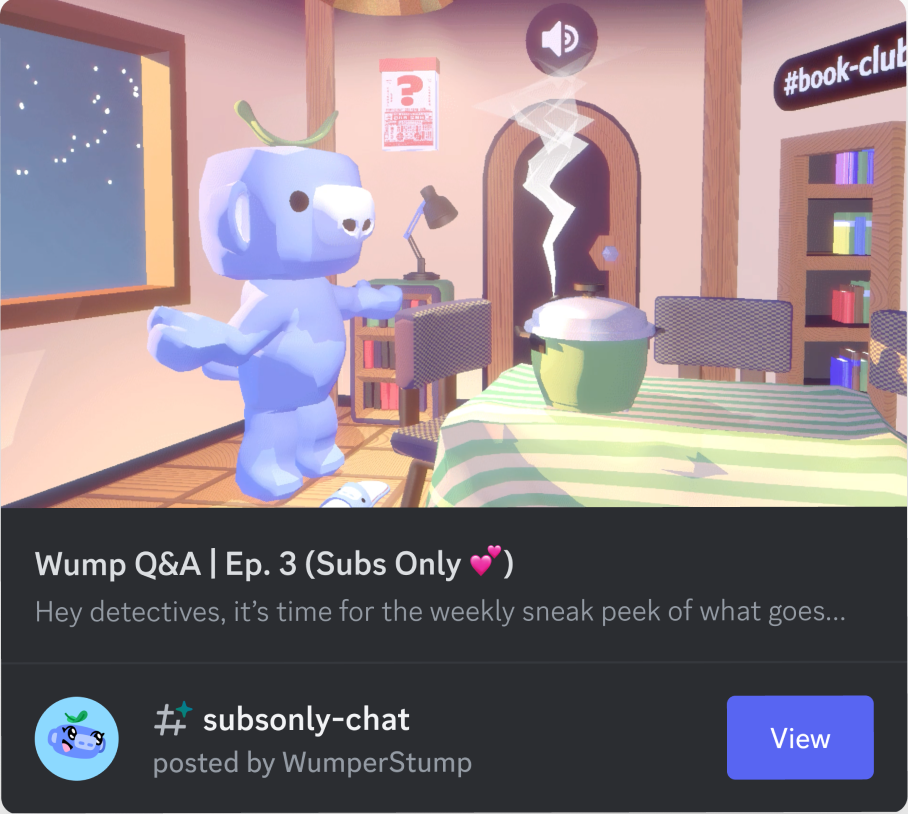 ?
#book-club
Wump Q&A | Ep. 3 (Subs Only 💕)
Hey detectives, it’s time for the weekly sneak peek of what goes...
subsonly-chat
posted by WumperStump
View